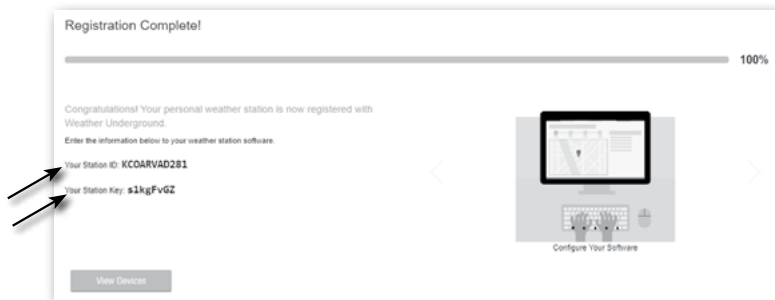 Registration Complete!
100%
Congratulations! Your personal weather station is now registered with
Weather Underground.
Enter the information below to your weather station software.
Your Station ID: KCOARVAD281
Your Station Key: s1kgFvGZ
Configure Your Software
View Devices